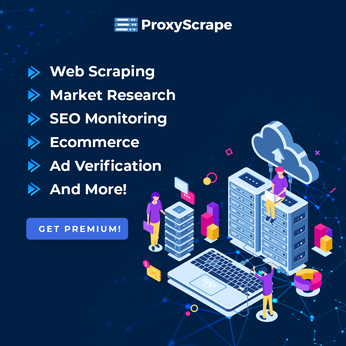 ProxyScrape
Web Scraping
Market Research
SEO Monitoring
Ecommerce
Ad Verification
And More!
GET PREMIUM!